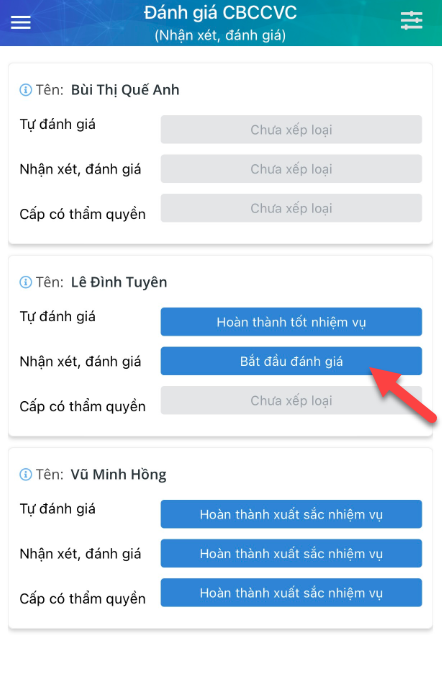 Đánh giá CBCCVC
(Nhận xét, đánh giá)
Tên: Bùi Thị Quế Anh
Tự đánh giá
Chưa xếp loại
Nhận xét, đánh giá
Chưa xếp loại
Cấp có thẩm quyền
Chưa xếp loại
Tên: Lê Đình Tuyên
Tự đánh giá
Hoàn thành tốt nhiệm vụ
Nhận xét, đánh giá
Bắt đầu đánh giá
Cấp có thẩm quyền
Chưa xếp loại
Tên: Vũ Minh Hồng
Tự đánh giá
Hoàn thành xuất sắc nhiệm vụ
Nhận xét, đánh giá
Hoàn thành xuất sắc nhiệm vụ
Cấp có thẩm quyền
Hoàn thành xuất sắc nhiệm vụ